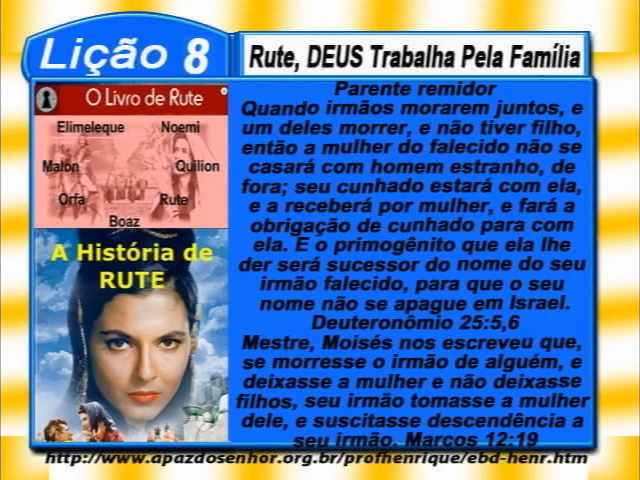 Lição 8
Rute, DEUS Trabalha Pela Família
O Livro de Rute
Elimeleque Noemi
Malon Quilion
Orfa Rute
Boaz
A História de
RUTE
Parente remidor
Quando irmãos morarem juntos, e
um deles morrer, e não tiver filho,
então a mulher do falecido não se
casará com homem estranho, de
fora; seu cunhado estará com ela,
e a receberá por mulher, e fará a
obrigação de cunhado para com
ela. E o primogênito que ela lhe
der será sucessor do nome do seu
irmão falecido, para que o seu
nome não se apague em Israel.
Deuteronômio 25:5,6
Mestre, Moisés nos escreveu que,
se morresse o irmão de alguém, e
deixasse a mulher e não deixasse
filhos, seu irmão tomasse a mulher
dele, e suscitasse descendência a
seu irmão. Marcos 12:19
http://www.apazdosenhor.org.br/profhenrique/ebd-henr.htm